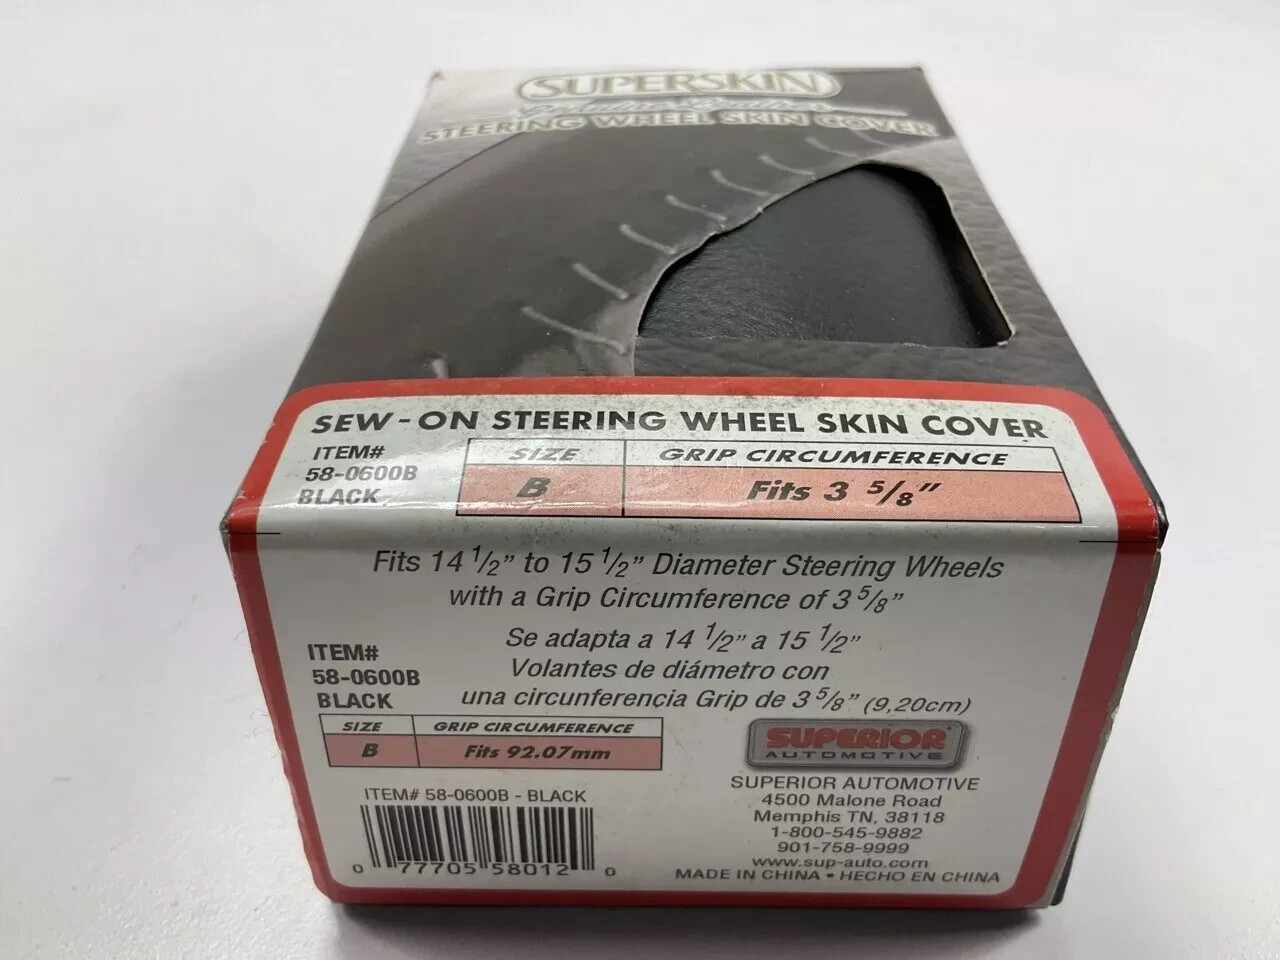 SUPERSKIN
Genuine Leather
STEERING WHEEL SKIN COVER
SEW-ON STEERING WHEEL SKIN COVER
ITEM#
58-0600B
BLACK
SIZE GRIP CIRCUMFERENCE
B Fits 3 5/8"
Fits 14 1/2" to 15 1/2" Diameter Steering Wheels
with a Grip Circumference of 3 5/8"
Se adapta a 14 1/2" a 15 1/2"
Volantes de diámetro con
una circunferencia Grip de 3 5/8" (9,20cm)
ITEM#
58-0600B
BLACK
SIZE GRIP CIRCUMFERENCE
B Fits 92.07mm
ITEM# 58-0600B - BLACK
0 77705 58012 0
SUPERIOR
AUTOMOTIVE
SUPERIOR AUTOMOTIVE
4500 Malone Road
Memphis TN, 38118
1-800-545-9882
901-758-9999
www.sup-auto.com
MADE IN CHINA • HECHO EN CHINA